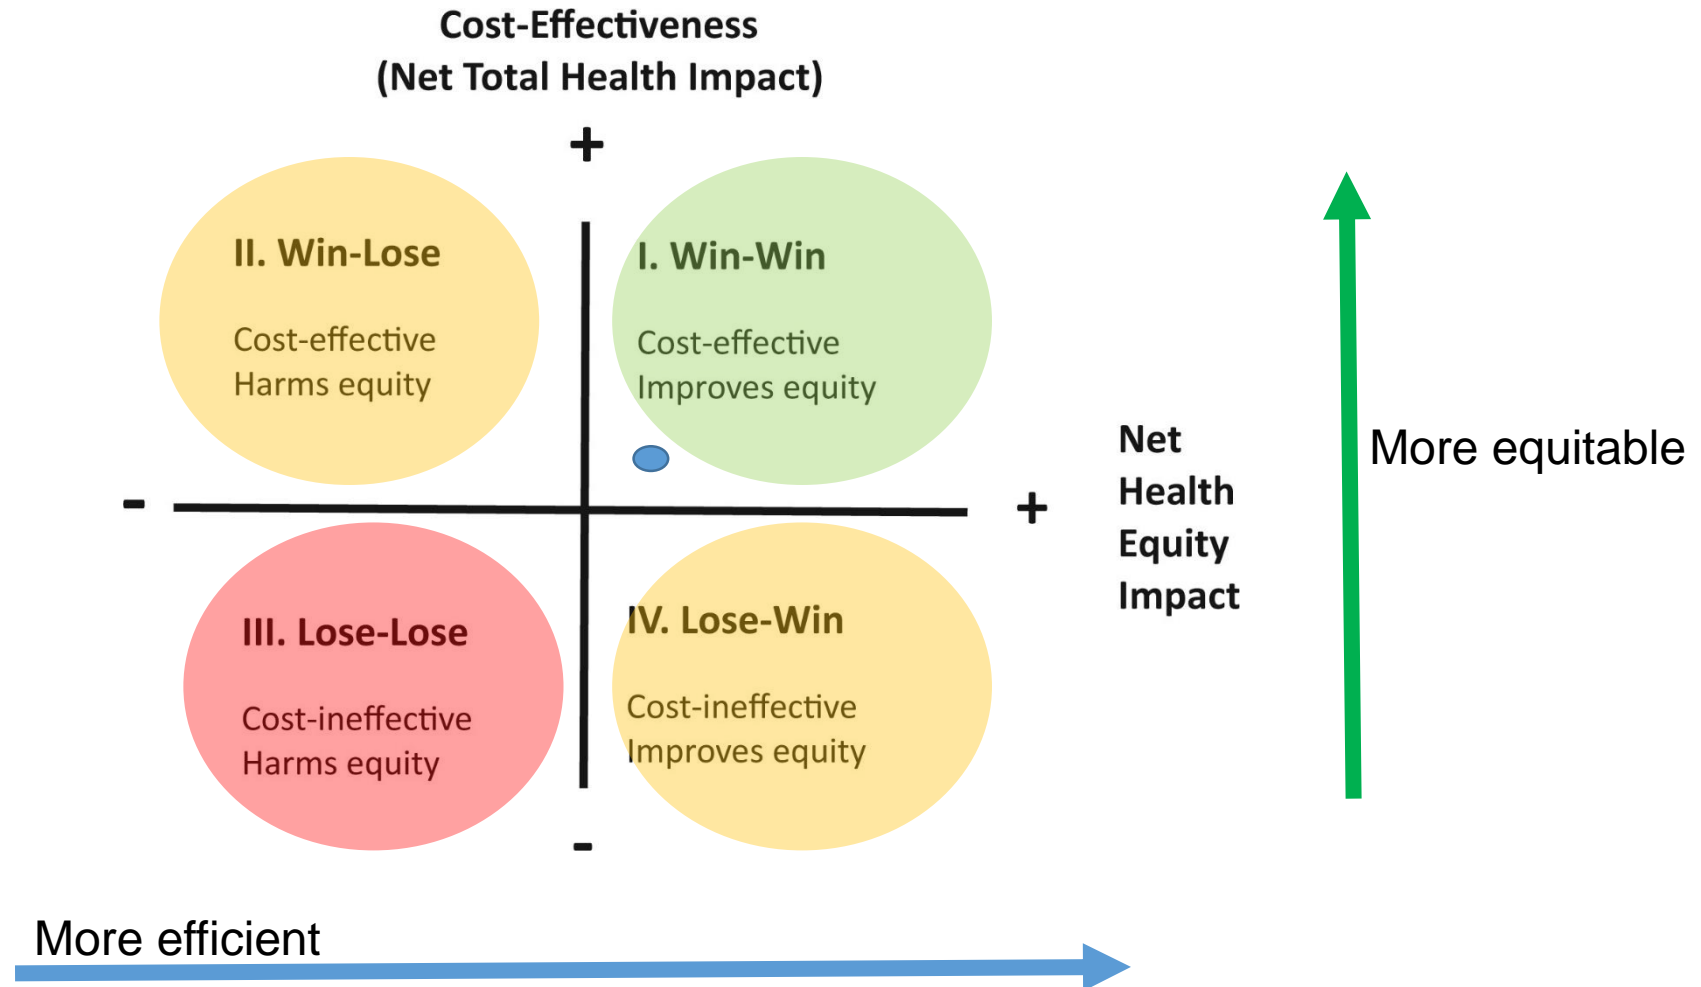 Cost-Effectiveness
(Net Total Health Impact)
+
II. Win-Lose
Cost-effective
Harms equity
I. Win-Win
Cost-effective
Improves equity
-
+
Net
Health
Equity
Impact
More equitable
III. Lose-Lose
Cost-ineffective
Harms equity
IV. Lose-Win
Cost-ineffective
Improves equity
-
More efficient